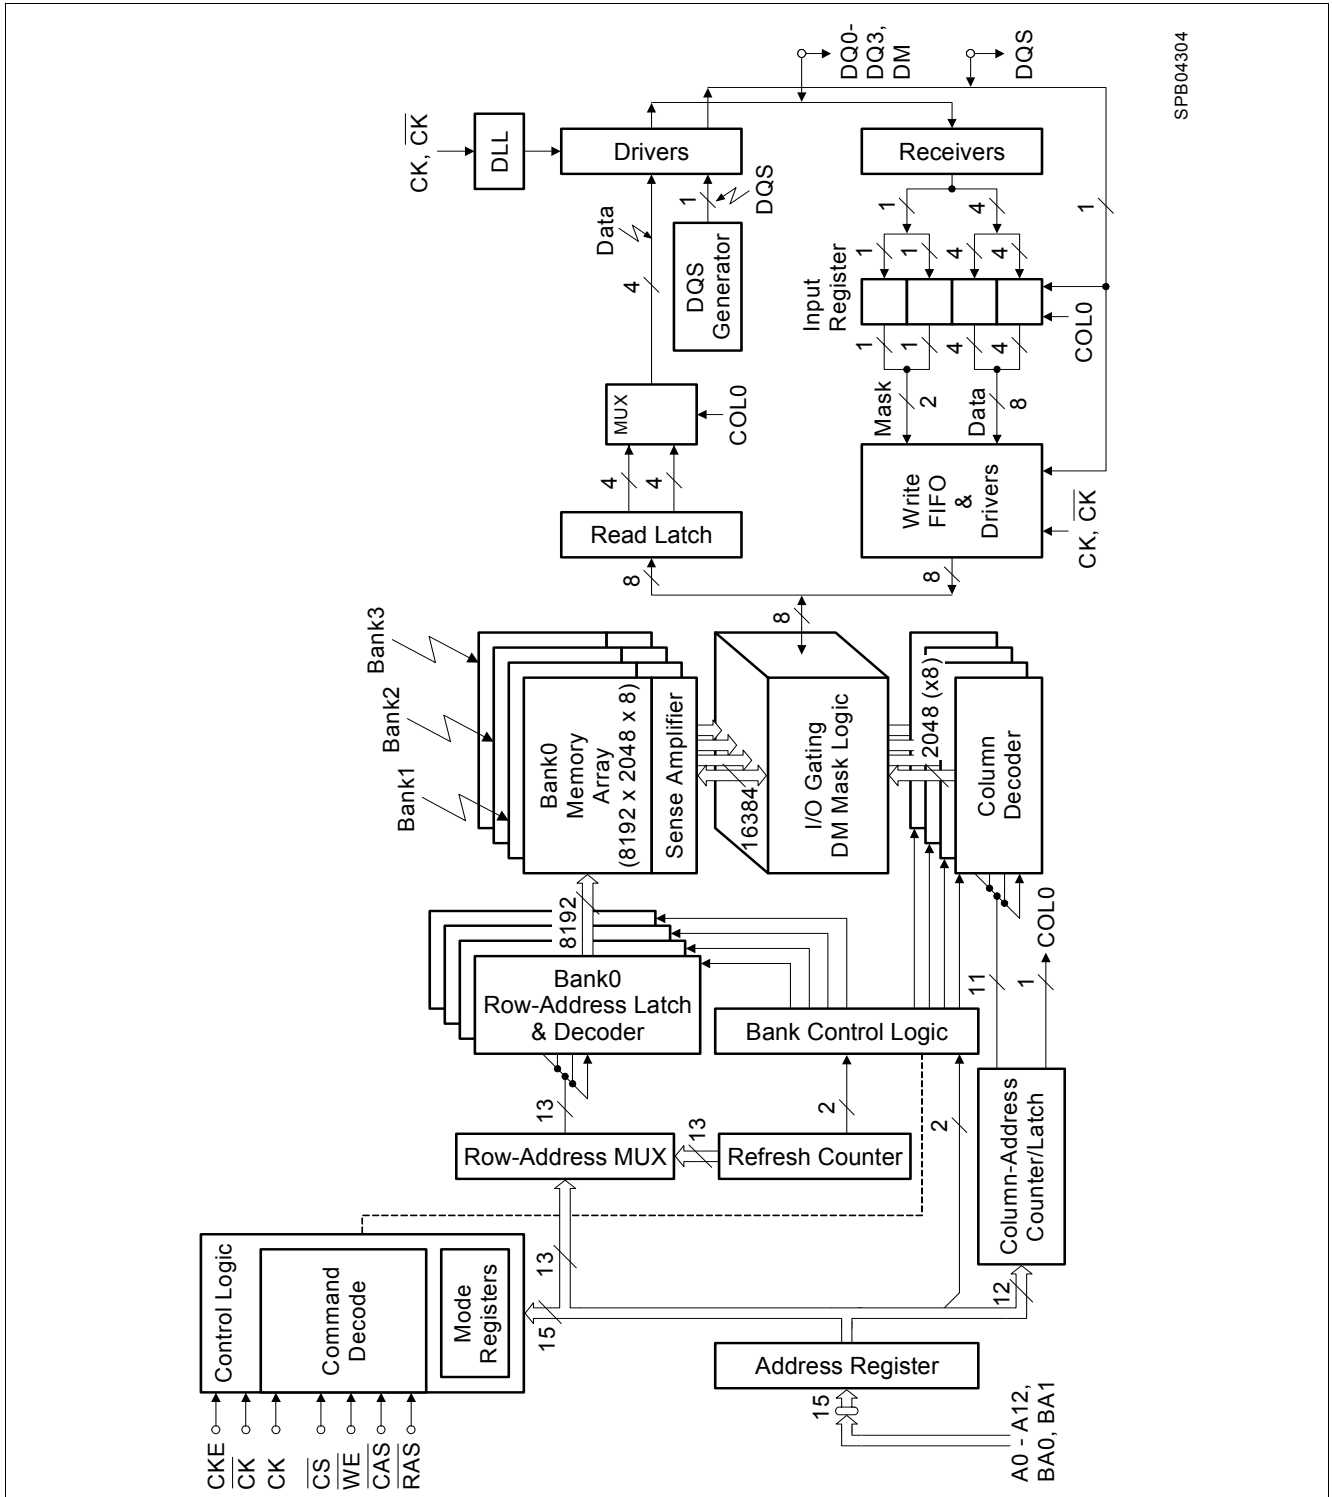 CKE
CK
CK
CS
WE
CAS
RAS
Control Logic
Command
Decode
Mode
Registers
15
13
Address Register
15
A0 - A12,
BA0, BA1
12
Row-Address MUX
13
Refresh Counter
13
2
2
Column-Address
Counter/Latch
Bank0
Row-Address Latch
& Decoder
Bank Control Logic
11
1
COL0
8192
Bank1
Bank2
Bank3
Bank0
Memory
Array
(8192 x 2048 x 8)
Sense Amplifier
16384
I/O Gating
DM Mask Logic
2048 (x8)
Column
Decoder
8
8
8
Read Latch
4
4
MUX
COL0
4
Data
DQS
Generator
1
DQS
CK, CK
DLL
Drivers
DQ0-
DQ3,
DM
DQS
Receivers
1
4
1
1
1
4
4
Input
Register
COL0
1
1
4
4
Mask
2
Data
8
Write
FIFO
&
Drivers
CK, CK
SPB04304